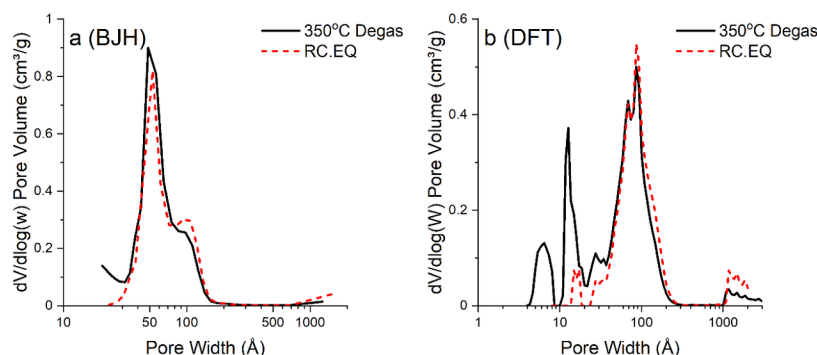 a (BJH)
350°C Degas
RC.EQ
dV/dlog(w) Pore Volume (cm³/g)
1
0.8
0.6
0.4
0.2
0
10
50
100
500
1000
Pore Width (Å)
b (DFT)
350°C Degas
RC.EQ
dV/dlog(W) Pore Volume (cm³/g)
0.6
0.4
0.2
0
1
10
100
1000
Pore Width (Å)